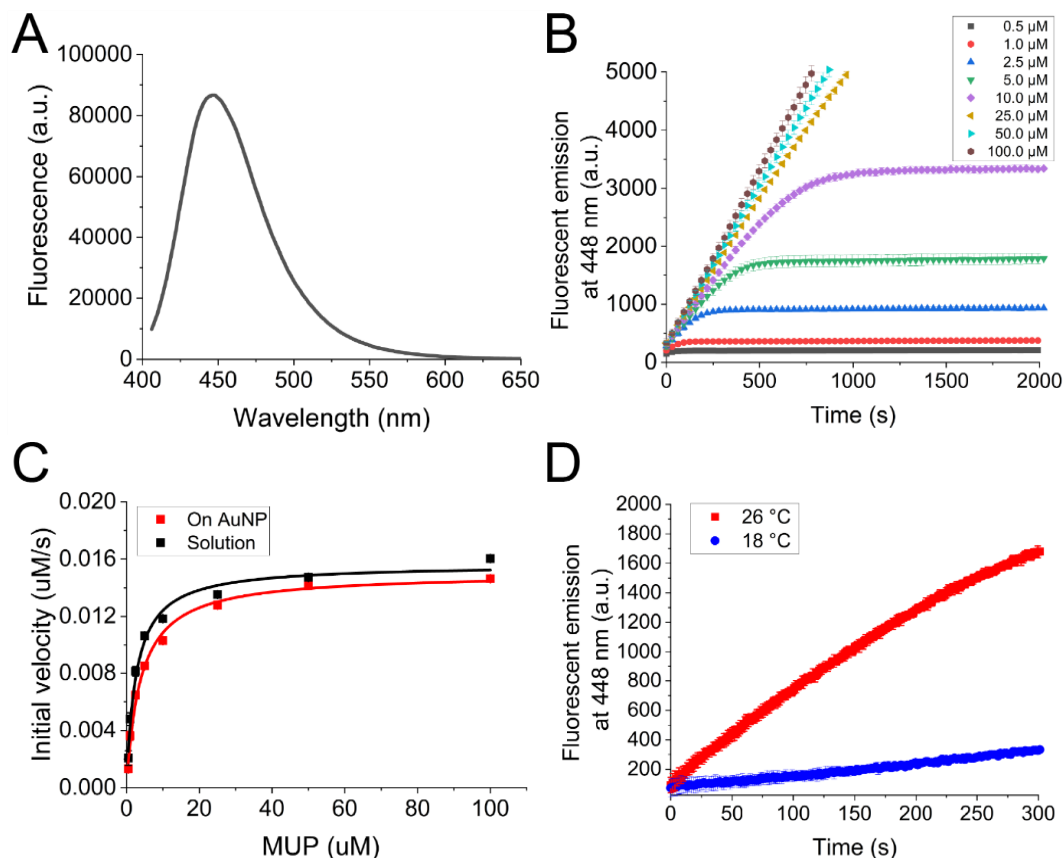 A
Fluorescence (a.u.)
100000
80000
60000
40000
20000
0
400 450 500 550 600 650
Wavelength (nm)
B
Fluorescent emission
at 448 nm (a.u.)
5000
4000
3000
2000
1000
0
0 500 1000 1500 2000
Time (s)
0.5 µM
1.0 µM
2.5 µM
5.0 µM
10.0 µM
25.0 µM
50.0 µM
100.0 µM
C
Initial velocity (uM/s)
0.020
0.016
0.012
0.008
0.004
0.000
0 20 40 60 80 100
MUP (uM)
On AuNP
Solution
D
Fluorescent emission
at 448 nm (a.u.)
2000
1800
1600
1400
1200
1000
800
600
400
200
0 50 100 150 200 250 300
Time (s)
26 °C
18 °C